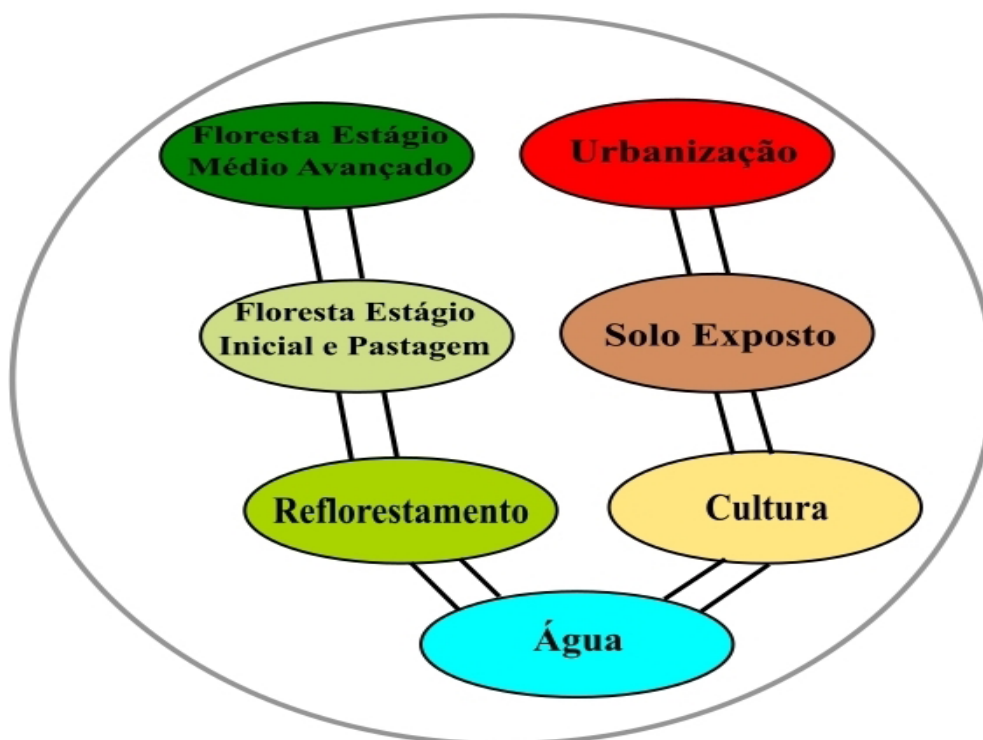 Floresta Estágio
Médio Avançado
Urbanização
Floresta Estágio
Inicial e Pastagem
Solo Exposto
Reflorestamento
Cultura
Água